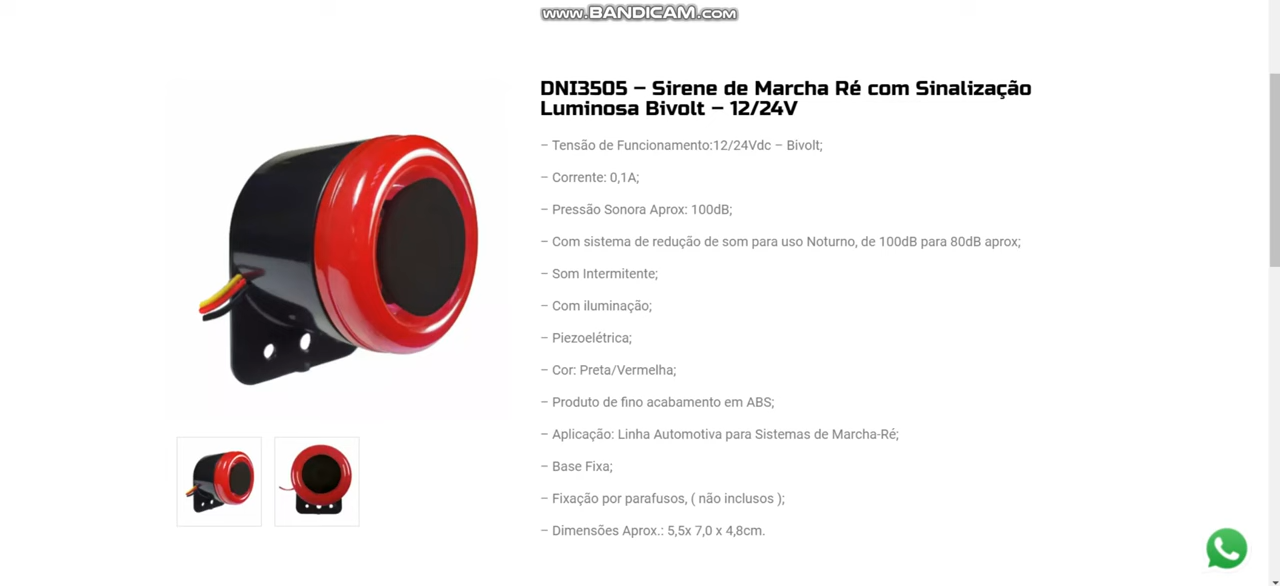 www.BANDICAM.com
DNI3505 – Sirene de Marcha Ré com Sinalização
Luminosa Bivolt – 12/24V
– Tensão de Funcionamento:12/24Vdc – Bivolt;
– Corrente: 0,1A;
– Pressão Sonora Aprox: 100dB;
– Com sistema de redução de som para uso Noturno, de 100dB para 80dB aprox;
– Som Intermitente;
– Com iluminação;
– Piezoelétrica;
– Cor: Preta/Vermelha;
– Produto de fino acabamento em ABS;
– Aplicação: Linha Automotiva para Sistemas de Marcha-Ré;
– Base Fixa;
– Fixação por parafusos, ( não inclusos );
– Dimensões Aprox.: 5,5x 7,0 x 4,8cm.